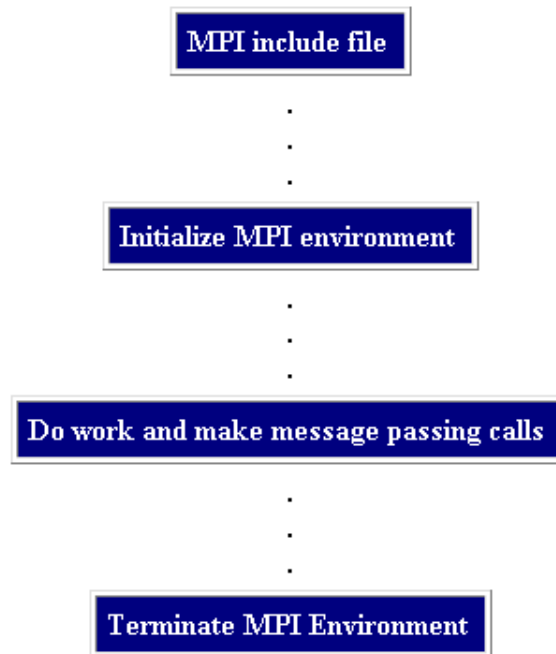 MPI include file
.
.
.
Initialize MPI environment
.
.
.
Do work and make message passing calls
.
.
.
Terminate MPI Environment